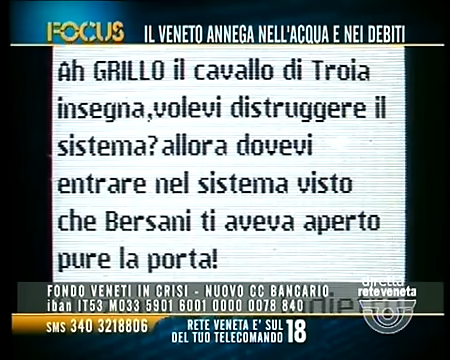 FOCUS IL VENETO ANNEGA NELL'ACQUA E NEI DEBITI
Ah GRILLO il cavallo di Troia
insegna,volevi distruggere il
sistema?allora dovevi
entrare nel sistema visto
che Bersani ti aveva aperto
pure la porta!
diretta
FONDO VENETI IN CRISI - NUOVO CC BANCARIO
reteveneta
iban IT53 M033 5901 6001 0000 0078 840
SMS 340 3218806
RETE VENETA E' SUL
DEL TUO TELECOMANDO 18